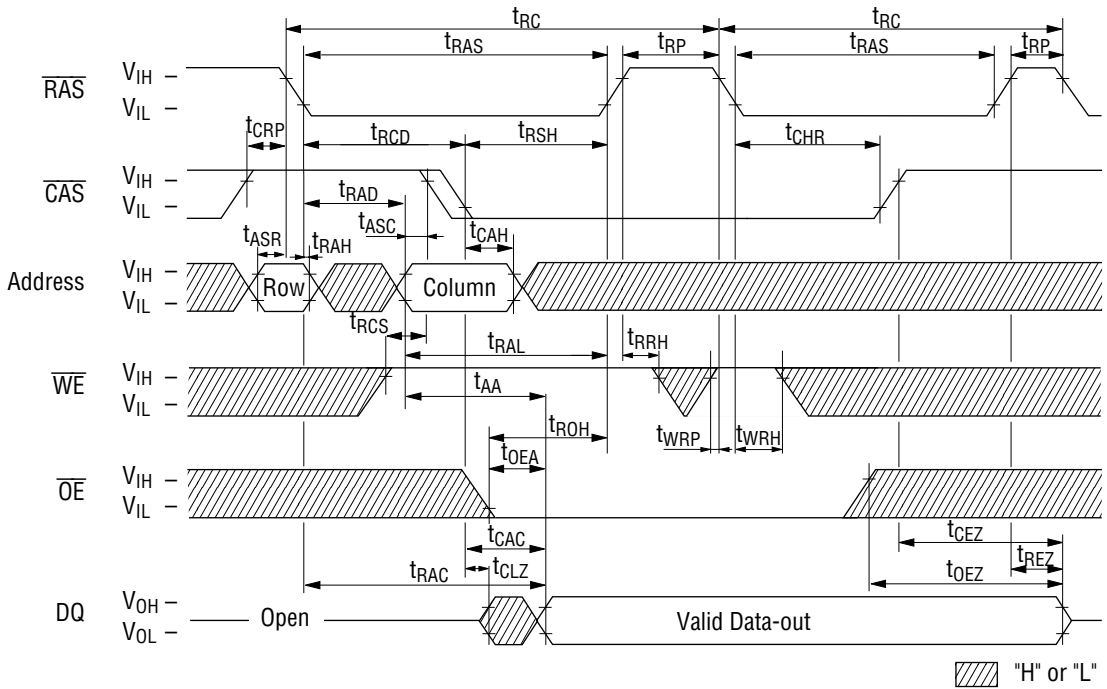 tRC tRC
tRAS tRP tRAS tRP
RAS VIH
VIL
tCRP tRCD tRSH tCHR
CAS VIH
VIL
tRAD
tASC
tASR tRAH tCAH
Address VIH
VIL
Row Column
tRCS
tRAL tRRH
WE VIH
VIL
tAA
tROH tWRP tWRH
tOEA
OE VIH
VIL
tCAC tCEZ
tRAC tCLZ tREZ
tOEZ
DQ VOH
VOL
Open Valid Data-out
"H" or "L"